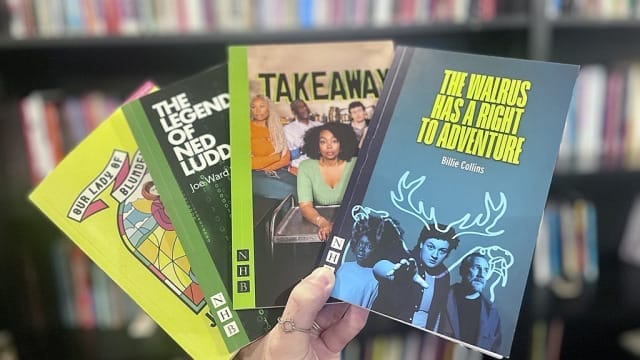 OUR LADY OF
BLUNDE
THE
LEGEND
OF
NED
LUDD
Joe Ward
NHB
TAKEAWAY
NHB
THE WALRUS
HAS A RIGHT
TO ADVENTURE
Billie Collins
NHB